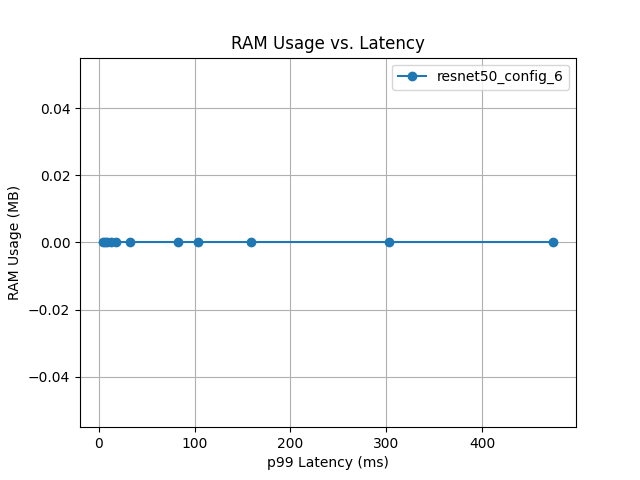 RAM Usage vs. Latency
resnet50_config_6
0.04
0.02
0.00
−0.02
−0.04
RAM Usage (MB)
0 100 200 300 400
p99 Latency (ms)